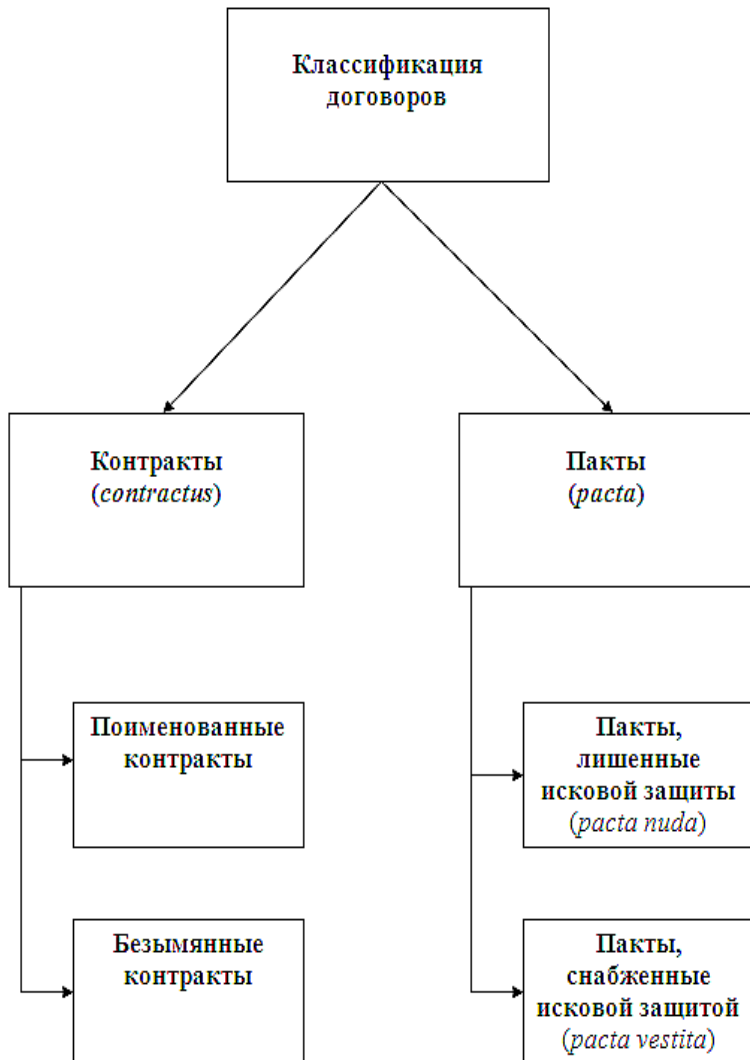 Классификация
договоров
Контракты
(contractus)
Пакты
(pacta)
Поименованные
контракты
Пакты,
лишенные
исковой защиты
(pacta nuda)
Безымянные
контракты
Пакты,
снабженные
исковой защитой
(pacta vestita)